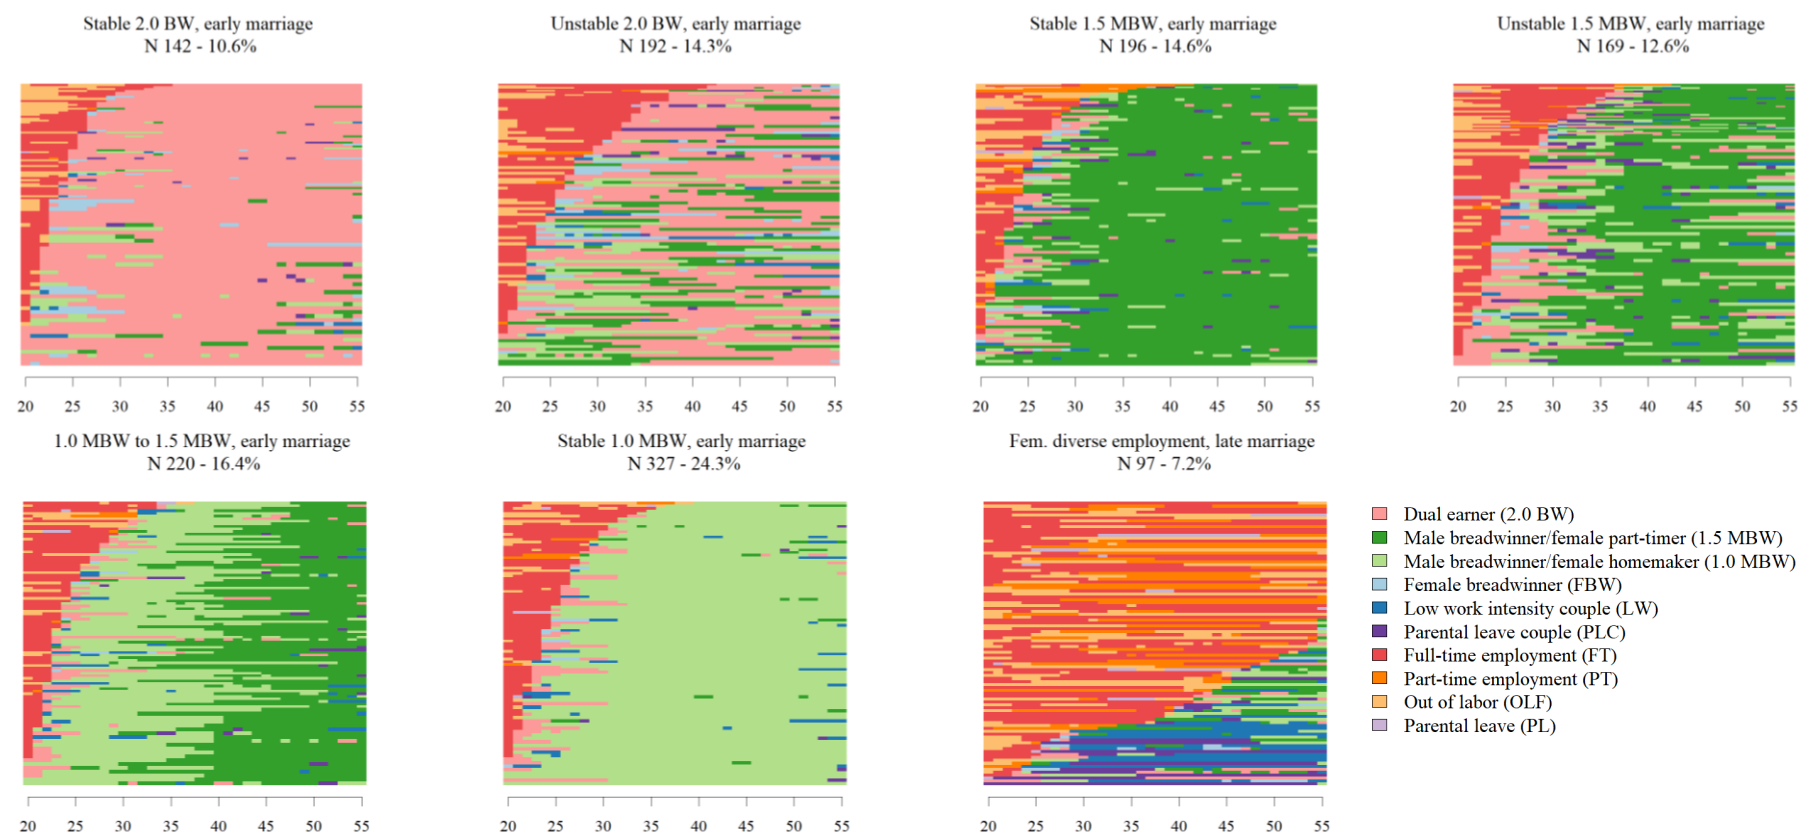 Stable 2.0 BW, early marriage
N 142 - 10.6%
Unstable 2.0 BW, early marriage
N 192 - 14.3%
Stable 1.5 MBW, early marriage
N 196 - 14.6%
Unstable 1.5 MBW, early marriage
N 169 - 12.6%
20 25 30 35 40 45 50 55
20 25 30 35 40 45 50 55
20 25 30 35 40 45 50 55
20 25 30 35 40 45 50 55
1.0 MBW to 1.5 MBW, early marriage
N 220 - 16.4%
Stable 1.0 MBW, early marriage
N 327 - 24.3%
Fem. diverse employment, late marriage
N 97 - 7.2%
20 25 30 35 40 45 50 55
20 25 30 35 40 45 50 55
20 25 30 35 40 45 50 55
Dual earner (2.0 BW)
Male breadwinner/female part-timer (1.5 MBW)
Male breadwinner/female homemaker (1.0 MBW)
Female breadwinner (FBW)
Low work intensity couple (LW)
Parental leave couple (PLC)
Full-time employment (FT)
Part-time employment (PT)
Out of labor (OLF)
Parental leave (PL)